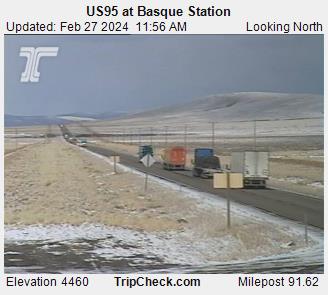 US95 at Basque Station
Updated: Feb 27 2024 11:56 AM Looking North
Elevation 4460 TripCheck.com Milepost 91.62